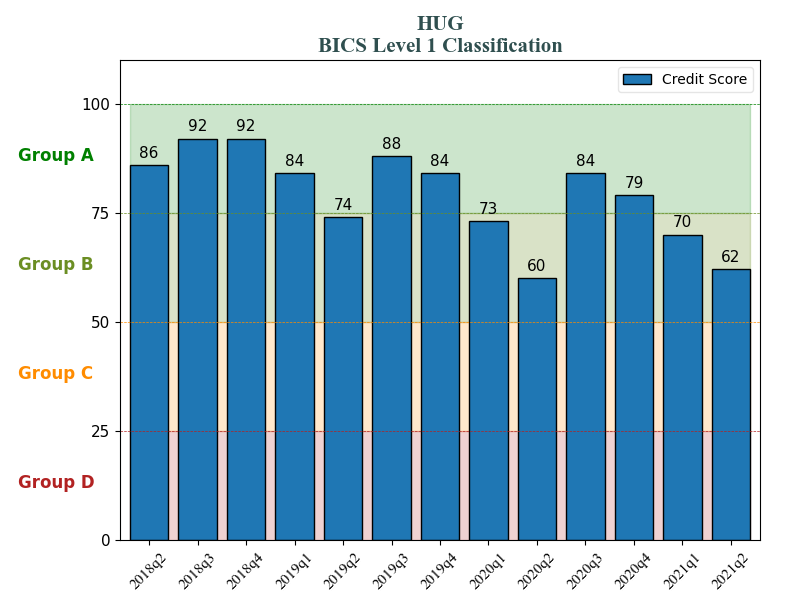 HUG
BICS Level 1 Classification
Credit Score
100
75
50
25
0
Group A
Group B
Group C
Group D
86
92
92
84
74
88
84
73
60
84
79
70
62
2018q2
2018q3
2018q4
2019q1
2019q2
2019q3
2019q4
2020q1
2020q2
2020q3
2020q4
2021q1
2021q2